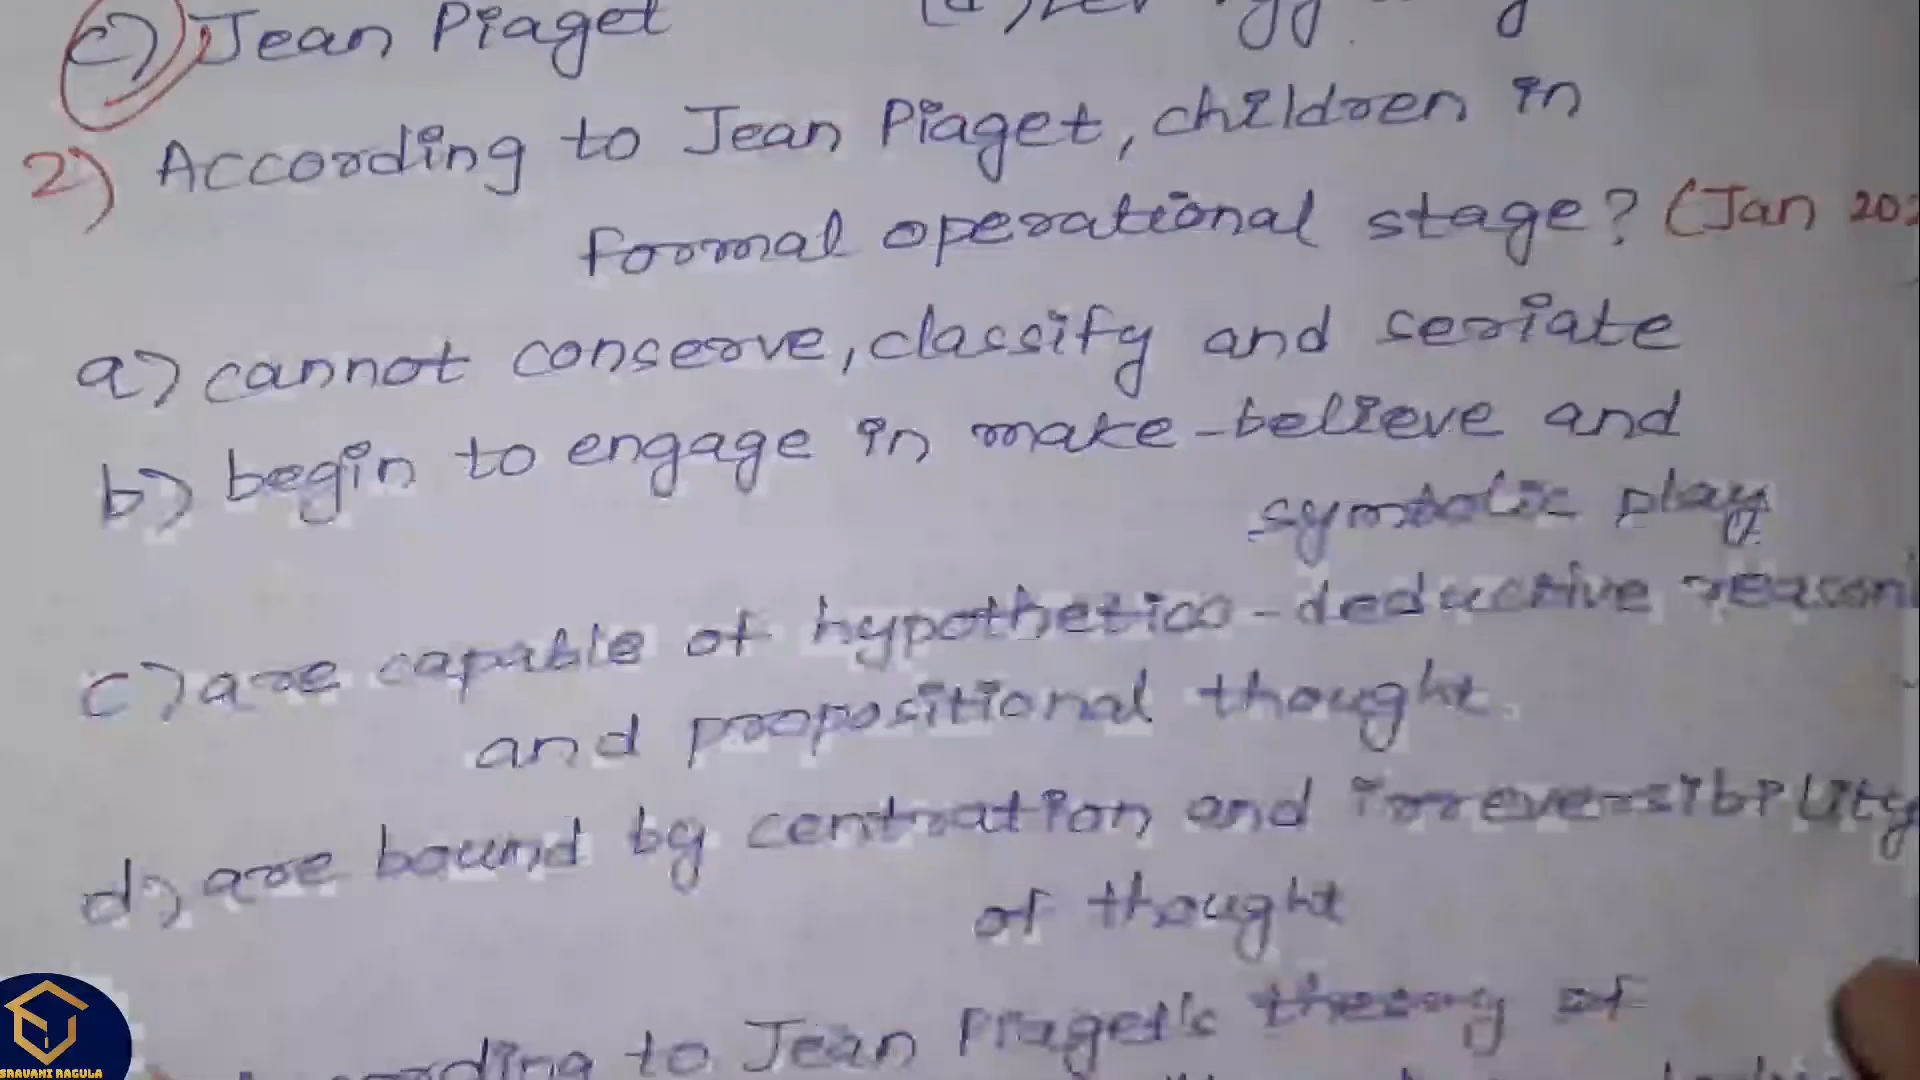 c) Jean Piaget
2) According to Jean Piaget, children in
formal operational stage? (Jan 202
a) cannot conserve, classify and seriate
b) begin to engage in make-believe and
symbolic play
c) are capable of hypothetico-deductive reasoni
and propositional thought.
d) are bound by centration and irreversibility
of thought
to Jean Piaget's theory of
SRAVANI RAGULA